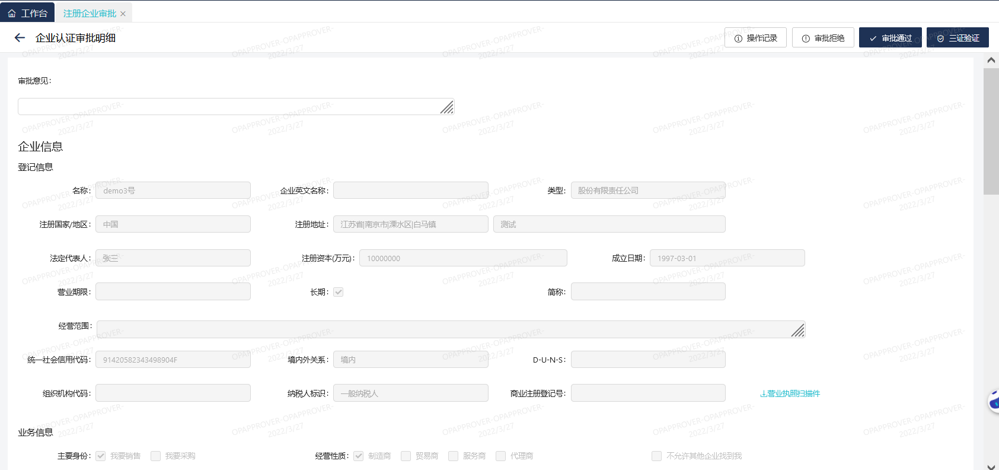 工作台 注册企业审批 ×
企业认证审批明细 操作记录 审批拒绝 审批通过 三证验证
审批意见：
企业信息
登记信息
名称： demo3号 企业英文名称： 类型： 股份有限责任公司
注册国家/地区： 中国 注册地址： 江苏省|南京市|溧水区|白马镇 测试
法定代表人： 张三 注册资本(万元)： 10000000 成立日期： 1997-03-01
营业期限： 长期： 简称：
经营范围：
统一社会信用代码： 91420582343498904F 境内外关系： 境内 D-U-N-S：
组织机构代码： 纳税人标识： 一般纳税人 商业注册登记号： 营业执照扫描件
业务信息
主要身份： 我要销售 我要采购 经营性质： 制造商 贸易商 服务商 代理商 不允许其他企业找到我
OPAPPROVER-OPAPPROVER-
2022/3/27